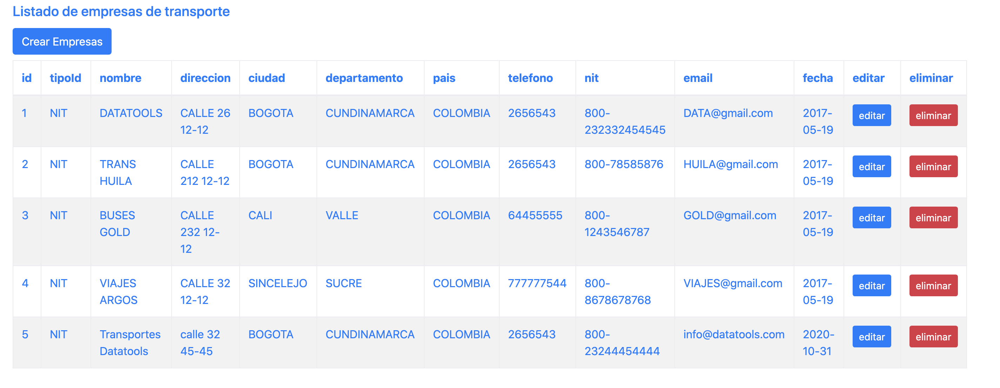 Listado de empresas de transporte
Crear Empresas
id tipoId nombre direccion ciudad departamento pais telefono nit email fecha editar eliminar
1 NIT DATATOOLS CALLE 26 BOGOTA CUNDINAMARCA COLOMBIA 2656543 800- DATA@gmail.com 2017- editar eliminar
12-12 232332454545 05-19
2 NIT TRANS CALLE BOGOTA CUNDINAMARCA COLOMBIA 2656543 800-78585876 HUILA@gmail.com 2017- editar eliminar
HUILA 212 12-12 05-19
3 NIT BUSES CALLE CALI VALLE COLOMBIA 64455555 800- GOLD@gmail.com 2017- editar eliminar
GOLD 232 12- 1243546787 05-19
12
4 NIT VIAJES CALLE 32 SINCELEJO SUCRE COLOMBIA 777777544 800- VIAJES@gmail.com 2017- editar eliminar
ARGOS 12-12 8678678768 05-19
5 NIT Transportes calle 32 BOGOTA CUNDINAMARCA COLOMBIA 2656543 800- info@datatools.com 2020- editar eliminar
Datatools 45-45 23244454444 10-31